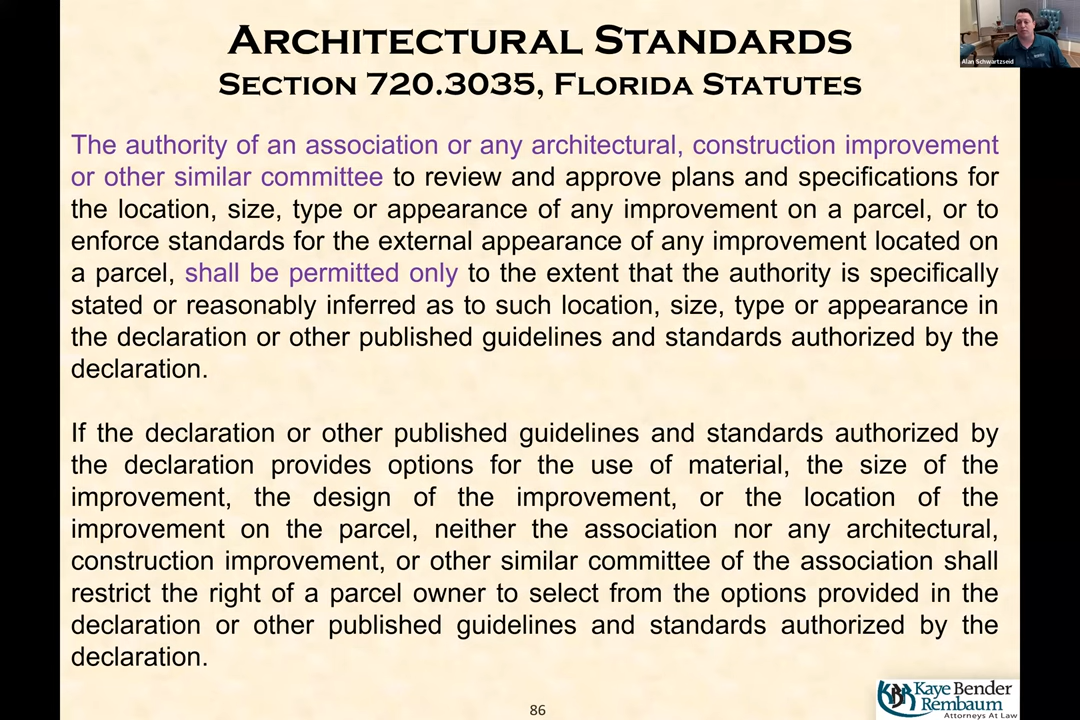 ARCHITECTURAL STANDARDS
SECTION 720.3035, FLORIDA STATUTES
Alan Schwartzseid
The authority of an association or any architectural, construction improvement
or other similar committee to review and approve plans and specifications for
the location, size, type or appearance of any improvement on a parcel, or to
enforce standards for the external appearance of any improvement located on
a parcel, shall be permitted only to the extent that the authority is specifically
stated or reasonably inferred as to such location, size, type or appearance in
the declaration or other published guidelines and standards authorized by the
declaration.
If the declaration or other published guidelines and standards authorized by
the declaration provides options for the use of material, the size of the
improvement, the design of the improvement, or the location of the
improvement on the parcel, neither the association nor any architectural,
construction improvement, or other similar committee of the association shall
restrict the right of a parcel owner to select from the options provided in the
declaration or other published guidelines and standards authorized by the
declaration.
86
KBR Kaye Bender
Rembaum
Attorneys At Law